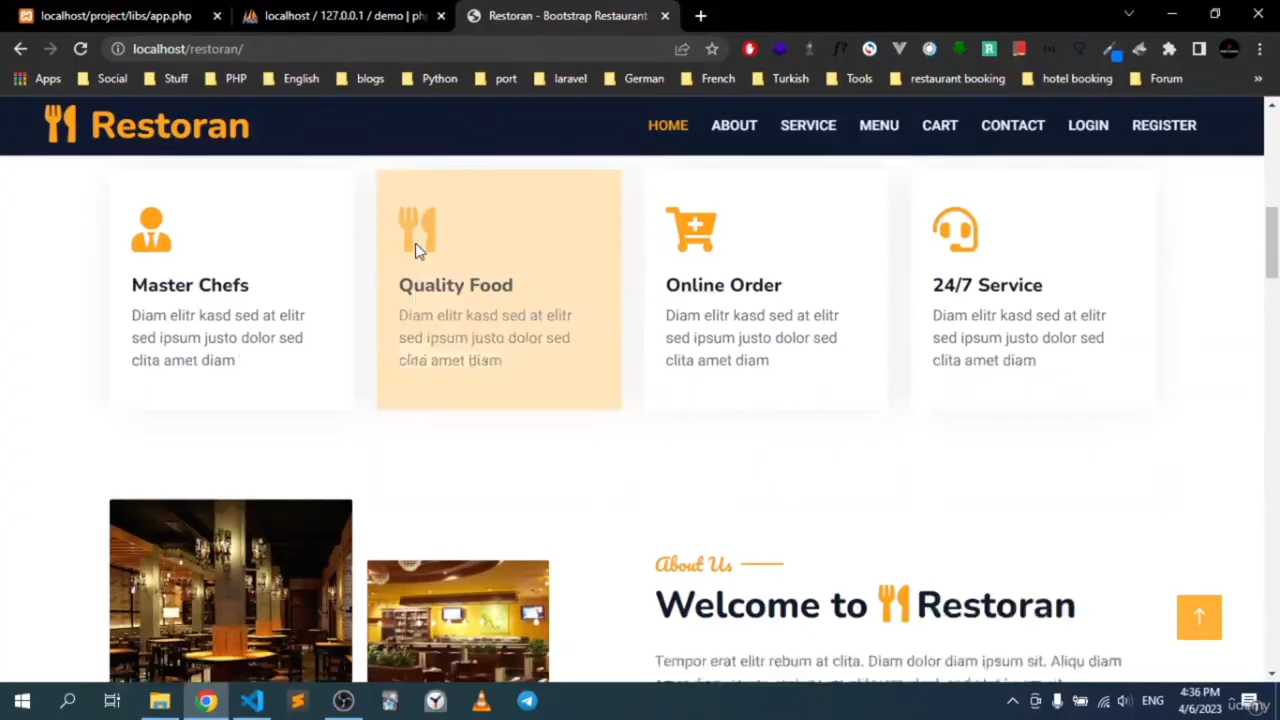 localhost/project/libs/app.php
localhost / 127.0.0.1 / demo | ph
Restoran - Bootstrap Restaurant
localhost/restoran/
Apps
Social
Stuff
PHP
English
blogs
Python
port
laravel
German
French
Turkish
Tools
restaurant booking
hotel booking
Forum
Restoran
HOME
ABOUT
SERVICE
MENU
CART
CONTACT
LOGIN
REGISTER
Master Chefs
Diam elitr kasd sed at elitr
sed ipsum justo dolor sed
clita amet diam
Quality Food
Diam elitr kasd sed at elitr
sed ipsum justo dolor sed
clita amet diam
Online Order
Diam elitr kasd sed at elitr
sed ipsum justo dolor sed
clita amet diam
24/7 Service
Diam elitr kasd sed at elitr
sed ipsum justo dolor sed
clita amet diam
About Us
Welcome to Restoran
Tempor erat elitr rebum at clita. Diam dolor diam ipsum sit. Aliqu diam
ENG
4:36 PM
4/6/2023
udemy